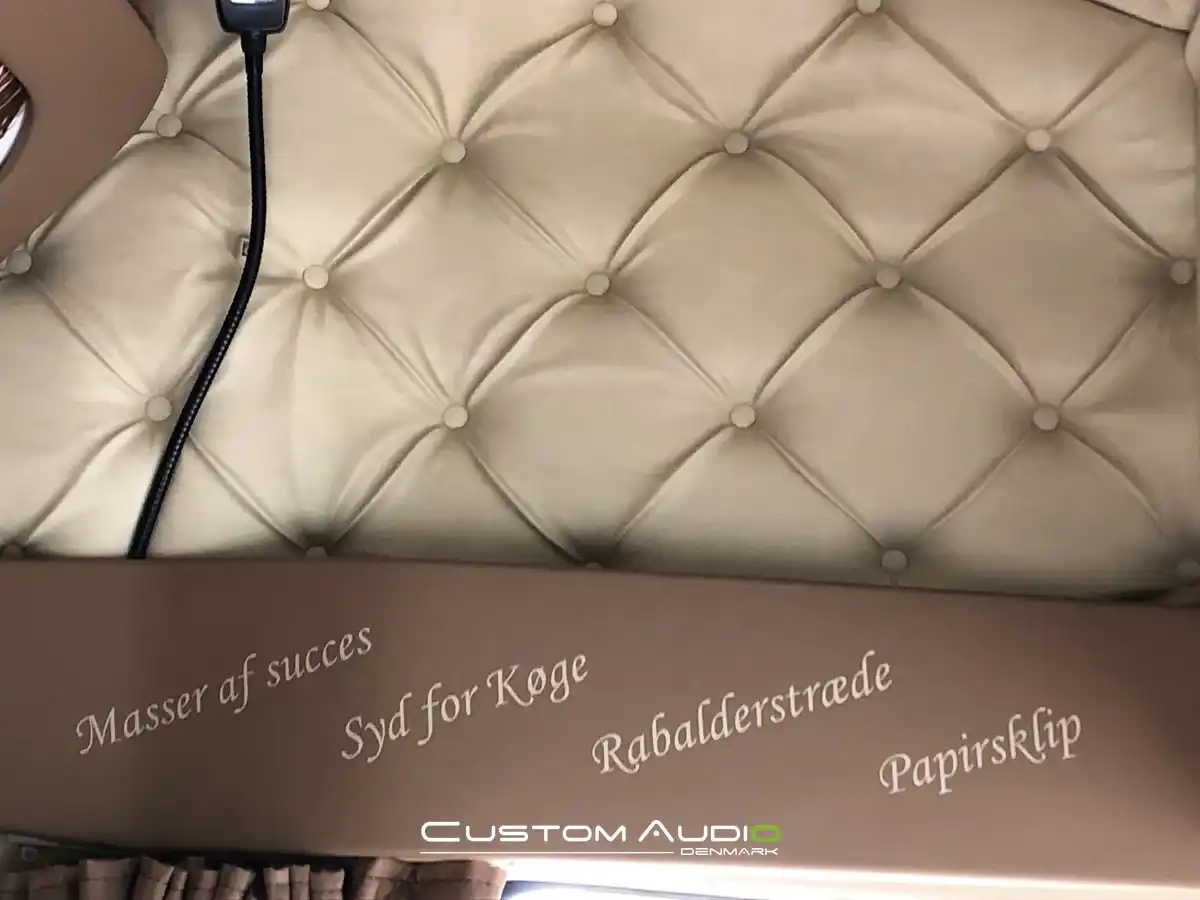 Masser af succes
Syd for Køge
Rabalderstræde
Papirsklip
CUSTOM AUDIO
DENMARK